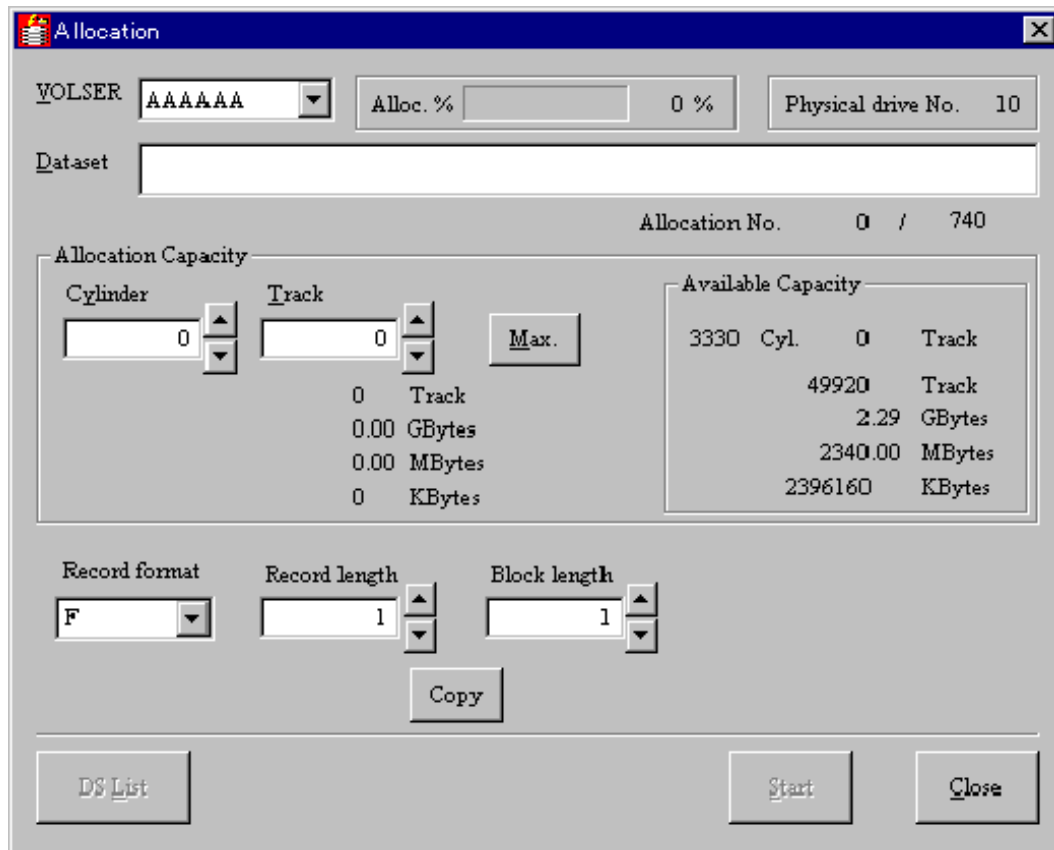 Allocation
VOLSER AAAAAA Alloc. % 0 % Physical drive No. 10
Dataset
Allocation No. 0 / 740
Allocation Capacity
Cylinder Track Available Capacity
0 0 Max. 3330 Cyl. 0 Track
0 Track 49920 Track
0.00 GBytes 2.29 GBytes
0.00 MBytes 2340.00 MBytes
0 KBytes 2396160 KBytes
Record format Record length Block length
F 1 1
Copy
DS List Start Close